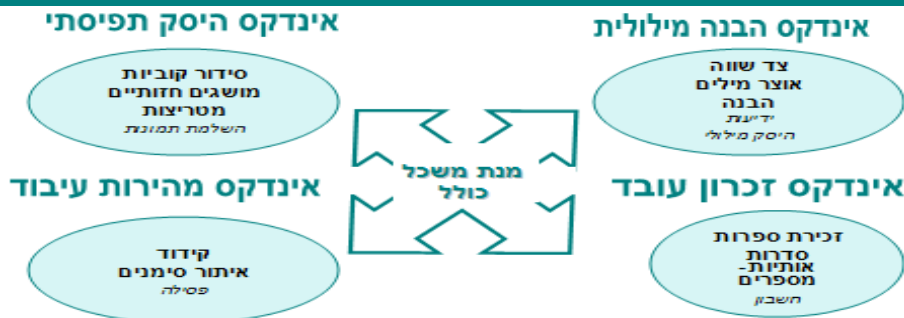 אינדקס הבנה מילולית
צד שווה
אוצר מילים
הבנה
ידיעות
היסק מילולי
אינדקס היסק תפיסתי
סידור קוביות
מושגים חזותיים
מטריצות
השלמת תמונות
מנת משכל
כולל
אינדקס זכרון עובד
זכירת ספרות
סדרות
אותיות-
מספרים
חשבון
אינדקס מהירות עיבוד
קידוד
איתור סימנים
פסילה